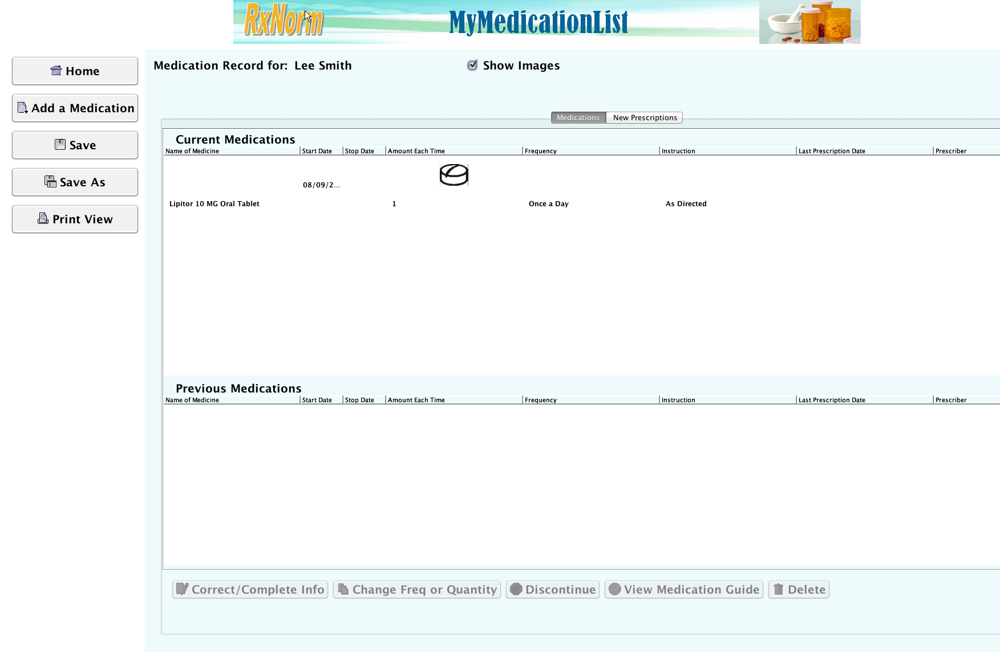 RxNorm
MyMedicationList
Home
Add a Medication
Save
Save As
Print View
Medication Record for: Lee Smith
Show Images
Medications New Prescriptions
Current Medications
Name of Medicine Start Date Stop Date Amount Each Time Frequency Instruction Last Prescription Date Prescriber
08/09/2...
Lipitor 10 MG Oral Tablet 1 Once a Day As Directed
Previous Medications
Name of Medicine Start Date Stop Date Amount Each Time Frequency Instruction Last Prescription Date Prescriber
Correct/Complete Info Change Freq or Quantity Discontinue View Medication Guide Delete